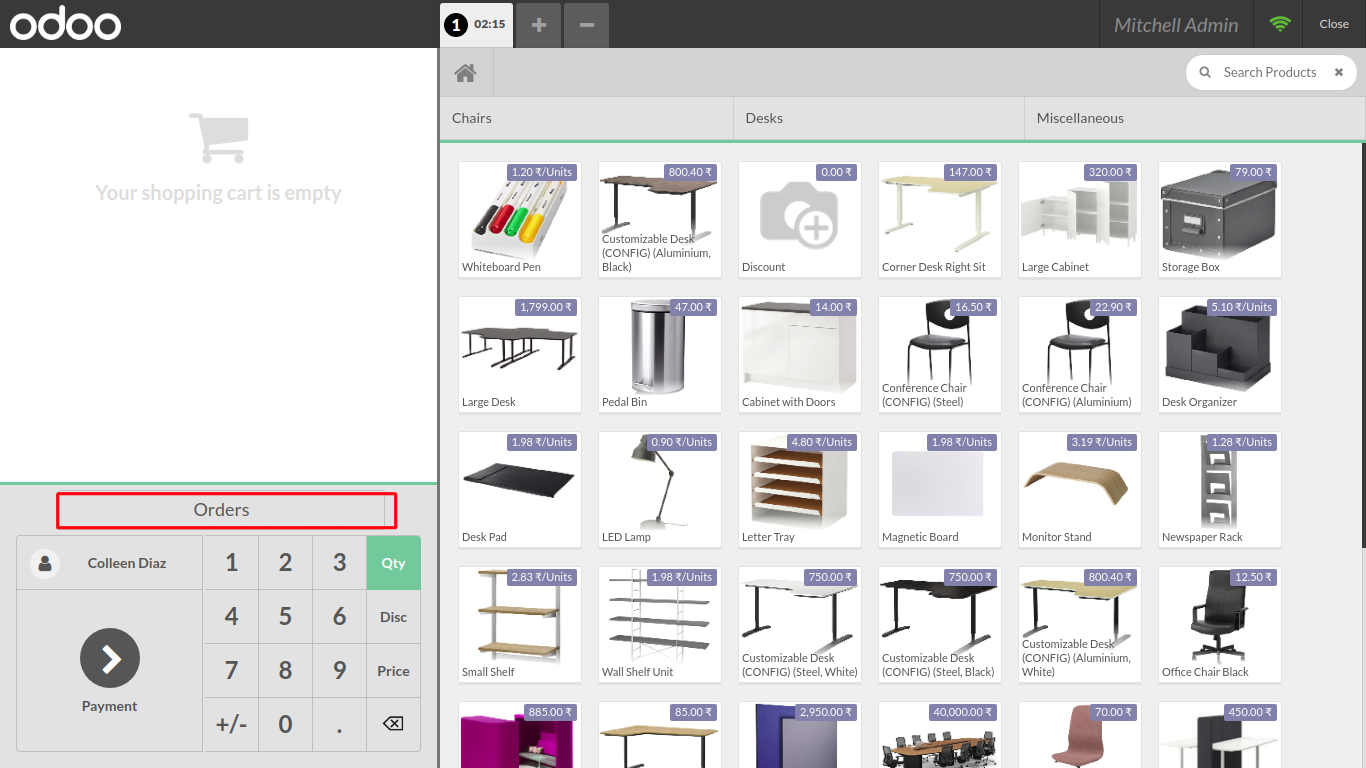 odoo
1 02:15 + −
Mitchell Admin
Close
Search Products
Chairs
Desks
Miscellaneous
Your shopping cart is empty
1.20 ₹/Units
Whiteboard Pen
800.40 ₹
Customizable Desk
(CONFIG) (Aluminium,
Black)
0.00 ₹
Discount
147.00 ₹
Corner Desk Right Sit
320.00 ₹
Large Cabinet
79.00 ₹
Storage Box
1,799.00 ₹
Large Desk
47.00 ₹
Pedal Bin
14.00 ₹
Cabinet with Doors
16.50 ₹
Conference Chair
(CONFIG) (Steel)
22.90 ₹
Conference Chair
(CONFIG) (Aluminium)
5.10 ₹/Units
Desk Organizer
1.98 ₹/Units
Desk Pad
0.90 ₹/Units
LED Lamp
4.80 ₹/Units
Letter Tray
1.98 ₹/Units
Magnetic Board
3.19 ₹/Units
Monitor Stand
1.28 ₹/Units
Newspaper Rack
2.83 ₹/Units
Small Shelf
1.98 ₹/Units
Wall Shelf Unit
750.00 ₹
Customizable Desk
(CONFIG) (Steel, White)
750.00 ₹
Customizable Desk
(CONFIG) (Steel, Black)
800.40 ₹
Customizable Desk
(CONFIG) (Aluminium,
White)
12.50 ₹
Office Chair Black
885.00 ₹
85.00 ₹
2,950.00 ₹
40,000.00 ₹
70.00 ₹
450.00 ₹
Orders
Colleen Diaz
1 2 3 Qty
4 5 6 Disc
7 8 9 Price
+/- 0 .
Payment